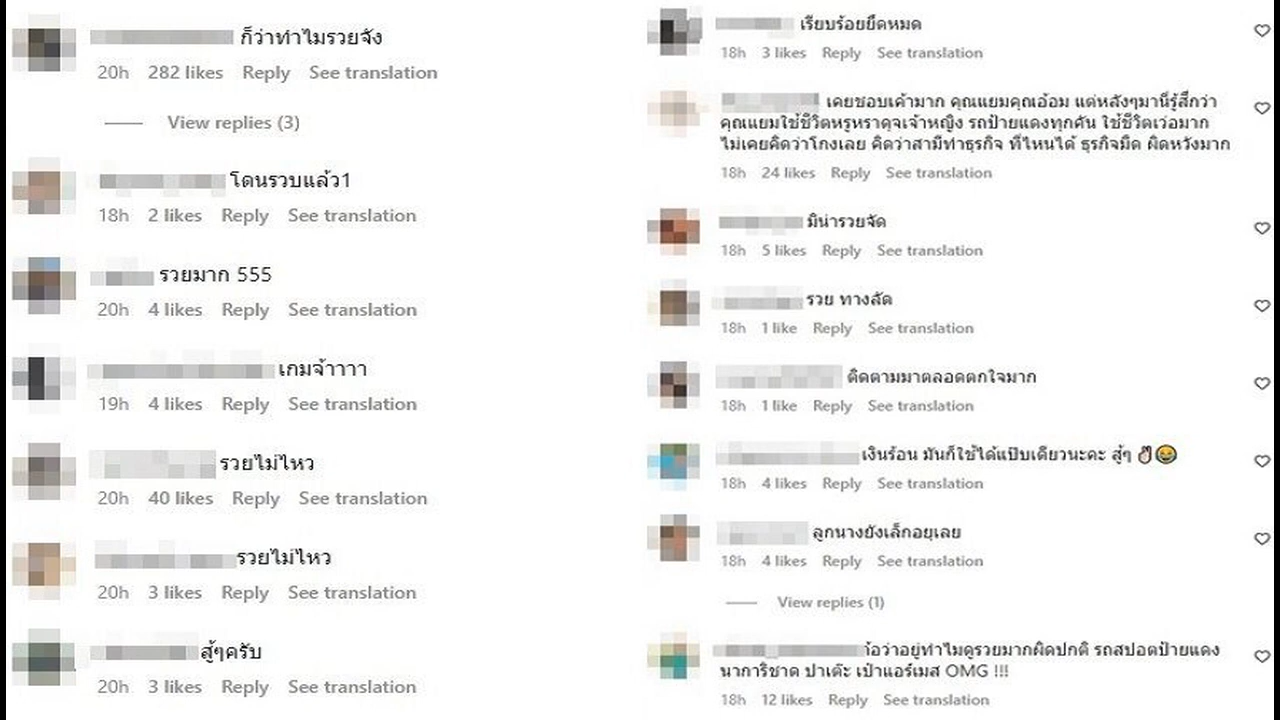 ก็ว่าทำไมรวยจัง
20h 282 likes Reply See translation
View replies (3)
โดนรวบแล้ว1
18h 2 likes Reply See translation
รวยมาก 555
20h 4 likes Reply See translation
เกมจ้าาาา
19h 4 likes Reply See translation
รวยไม่ไหว
20h 40 likes Reply See translation
รวยไม่ไหว
20h 3 likes Reply See translation
สู้ๆครับ
20h 3 likes Reply See translation
เรียบร้อยยึดหมด
18h 3 likes Reply See translation
เคยชอบเค้ามาก คุณแยมคุณอ้อม แต่หลังๆมานี้รู้สึกว่า
คุณแยมใช้ชีวิตหรูหราดุจเจ้าหญิง รถป้ายแดงทุกคัน ใช้ชีวิตเว่อมาก
ไม่เคยคิดว่าโกงเลย คิดว่าสามีทำธุรกิจ ที่ไหนได้ ธุรกิจมืด ผิดหวังมาก
18h 24 likes Reply See translation
มิน่ารวยจัด
18h 5 likes Reply See translation
รวย ทางลัด
18h 1 like Reply See translation
ติดตามมาตลอดตกใจมาก
18h 1 like Reply See translation
เงินร้อน มันก็ใช้ได้แป๊บเดียวนะคะ สู้ๆ ✌🏻😂
18h 4 likes Reply See translation
ลูกนางยังเล็กอยุเลย
18h 4 likes Reply See translation
View replies (1)
ก้อว่าอยู่ทำไมดูรวยมากผิดปกติ รถสปอตป้ายแดง
นาการิชาด ปาเต๊ะ เป๋าแอร์เมส OMG !!!
18h 12 likes Reply See translation